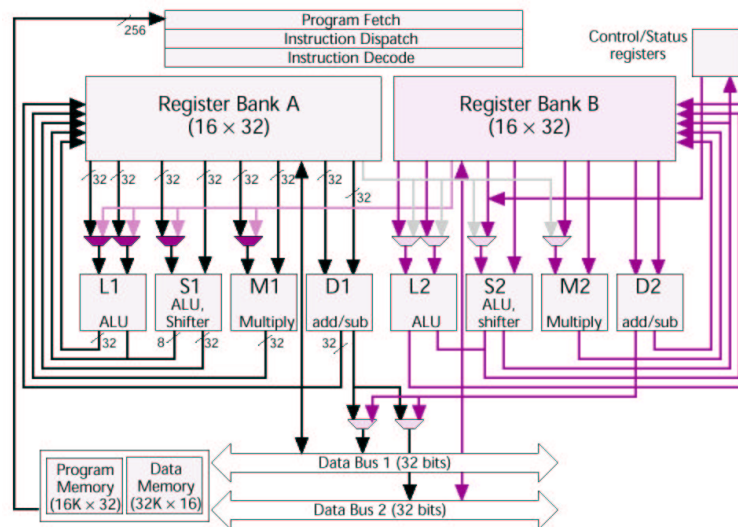 256
Program Fetch
Instruction Dispatch
Instruction Decode
Control/Status
registers
Register Bank A
(16 × 32)
Register Bank B
(16 × 32)
32
32
32
32
32
32
32
32
L1
ALU
S1
ALU,
Shifter
M1
Multiply
D1
add/sub
L2
ALU
S2
ALU,
shifter
M2
Multiply
D2
add/sub
32
8
32
32
32
Program
Memory
(16K × 32)
Data
Memory
(32K × 16)
Data Bus 1 (32 bits)
Data Bus 2 (32 bits)